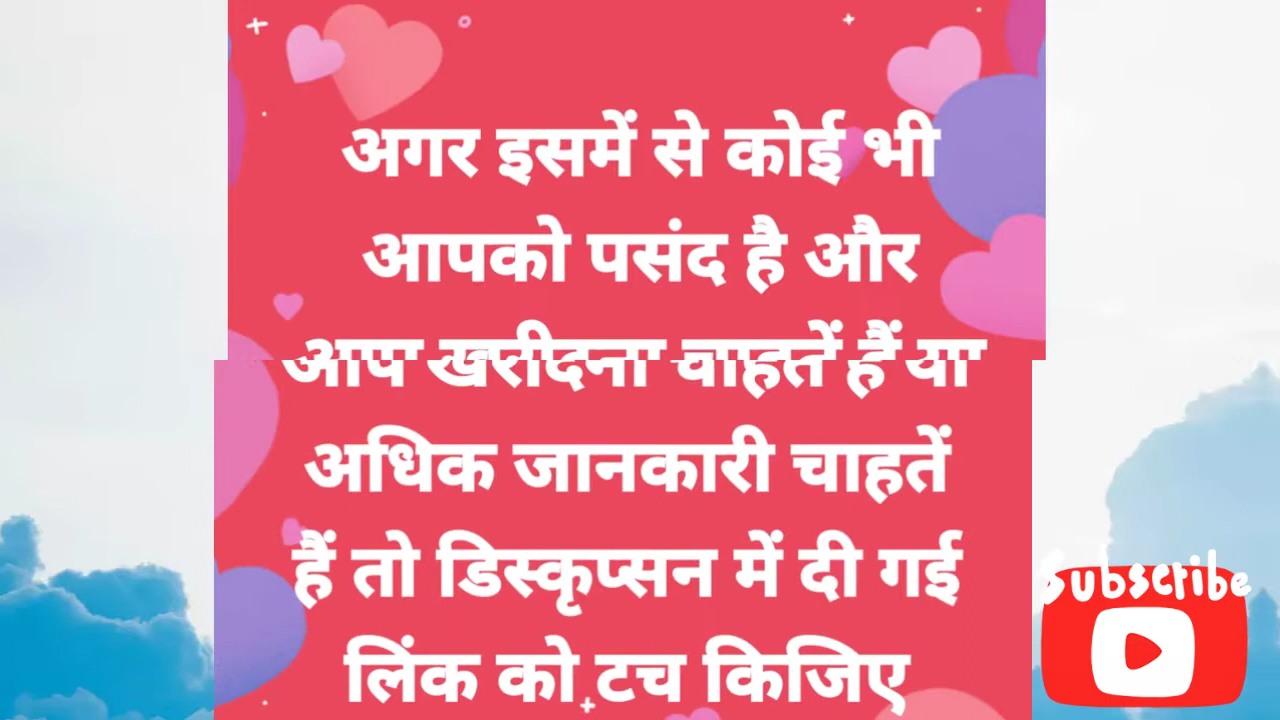 अगर इसमें से कोई भी
आपको पसंद है और
आप खरीदना चाहतें हैं या
अधिक जानकारी चाहतें
हैं तो डिस्कृप्सन में दी गई
लिंक को टच किजिए
Subscribe